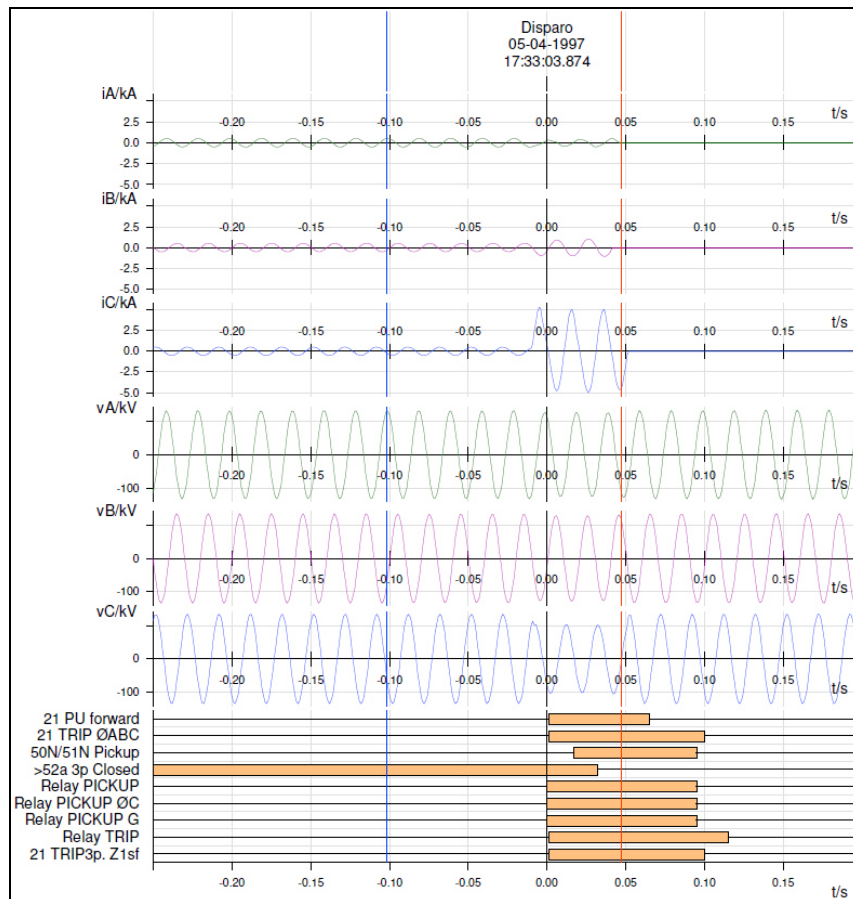 Disparo
05-04-1997
17:33:03.874
iA/kA
-0.20 -0.15 -0.10 -0.05 0.00 0.05 0.10 0.15 t/s
2.5
0.0
-2.5
-5.0
iB/kA
-0.20 -0.15 -0.10 -0.05 0.00 0.05 0.10 0.15 t/s
2.5
0.0
-2.5
-5.0
iC/kA
-0.20 -0.15 -0.10 -0.05 0.00 0.05 0.10 0.15 t/s
2.5
0.0
-2.5
-5.0
vA/kV
0
-0.20 -0.15 -0.10 -0.05 0.00 0.05 0.10 0.15 t/s
-100
vB/kV
0
-0.20 -0.15 -0.10 -0.05 0.00 0.05 0.10 0.15 t/s
-100
vC/kV
0
-0.20 -0.15 -0.10 -0.05 0.00 0.05 0.10 0.15 t/s
-100
21 PU forward
21 TRIP ØABC
50N/51N Pickup
>52a 3p Closed
Relay PICKUP
Relay PICKUP ØC
Relay PICKUP G
Relay TRIP
21 TRIP3p. Z1sf
-0.20 -0.15 -0.10 -0.05 0.00 0.05 0.10 0.15 t/s